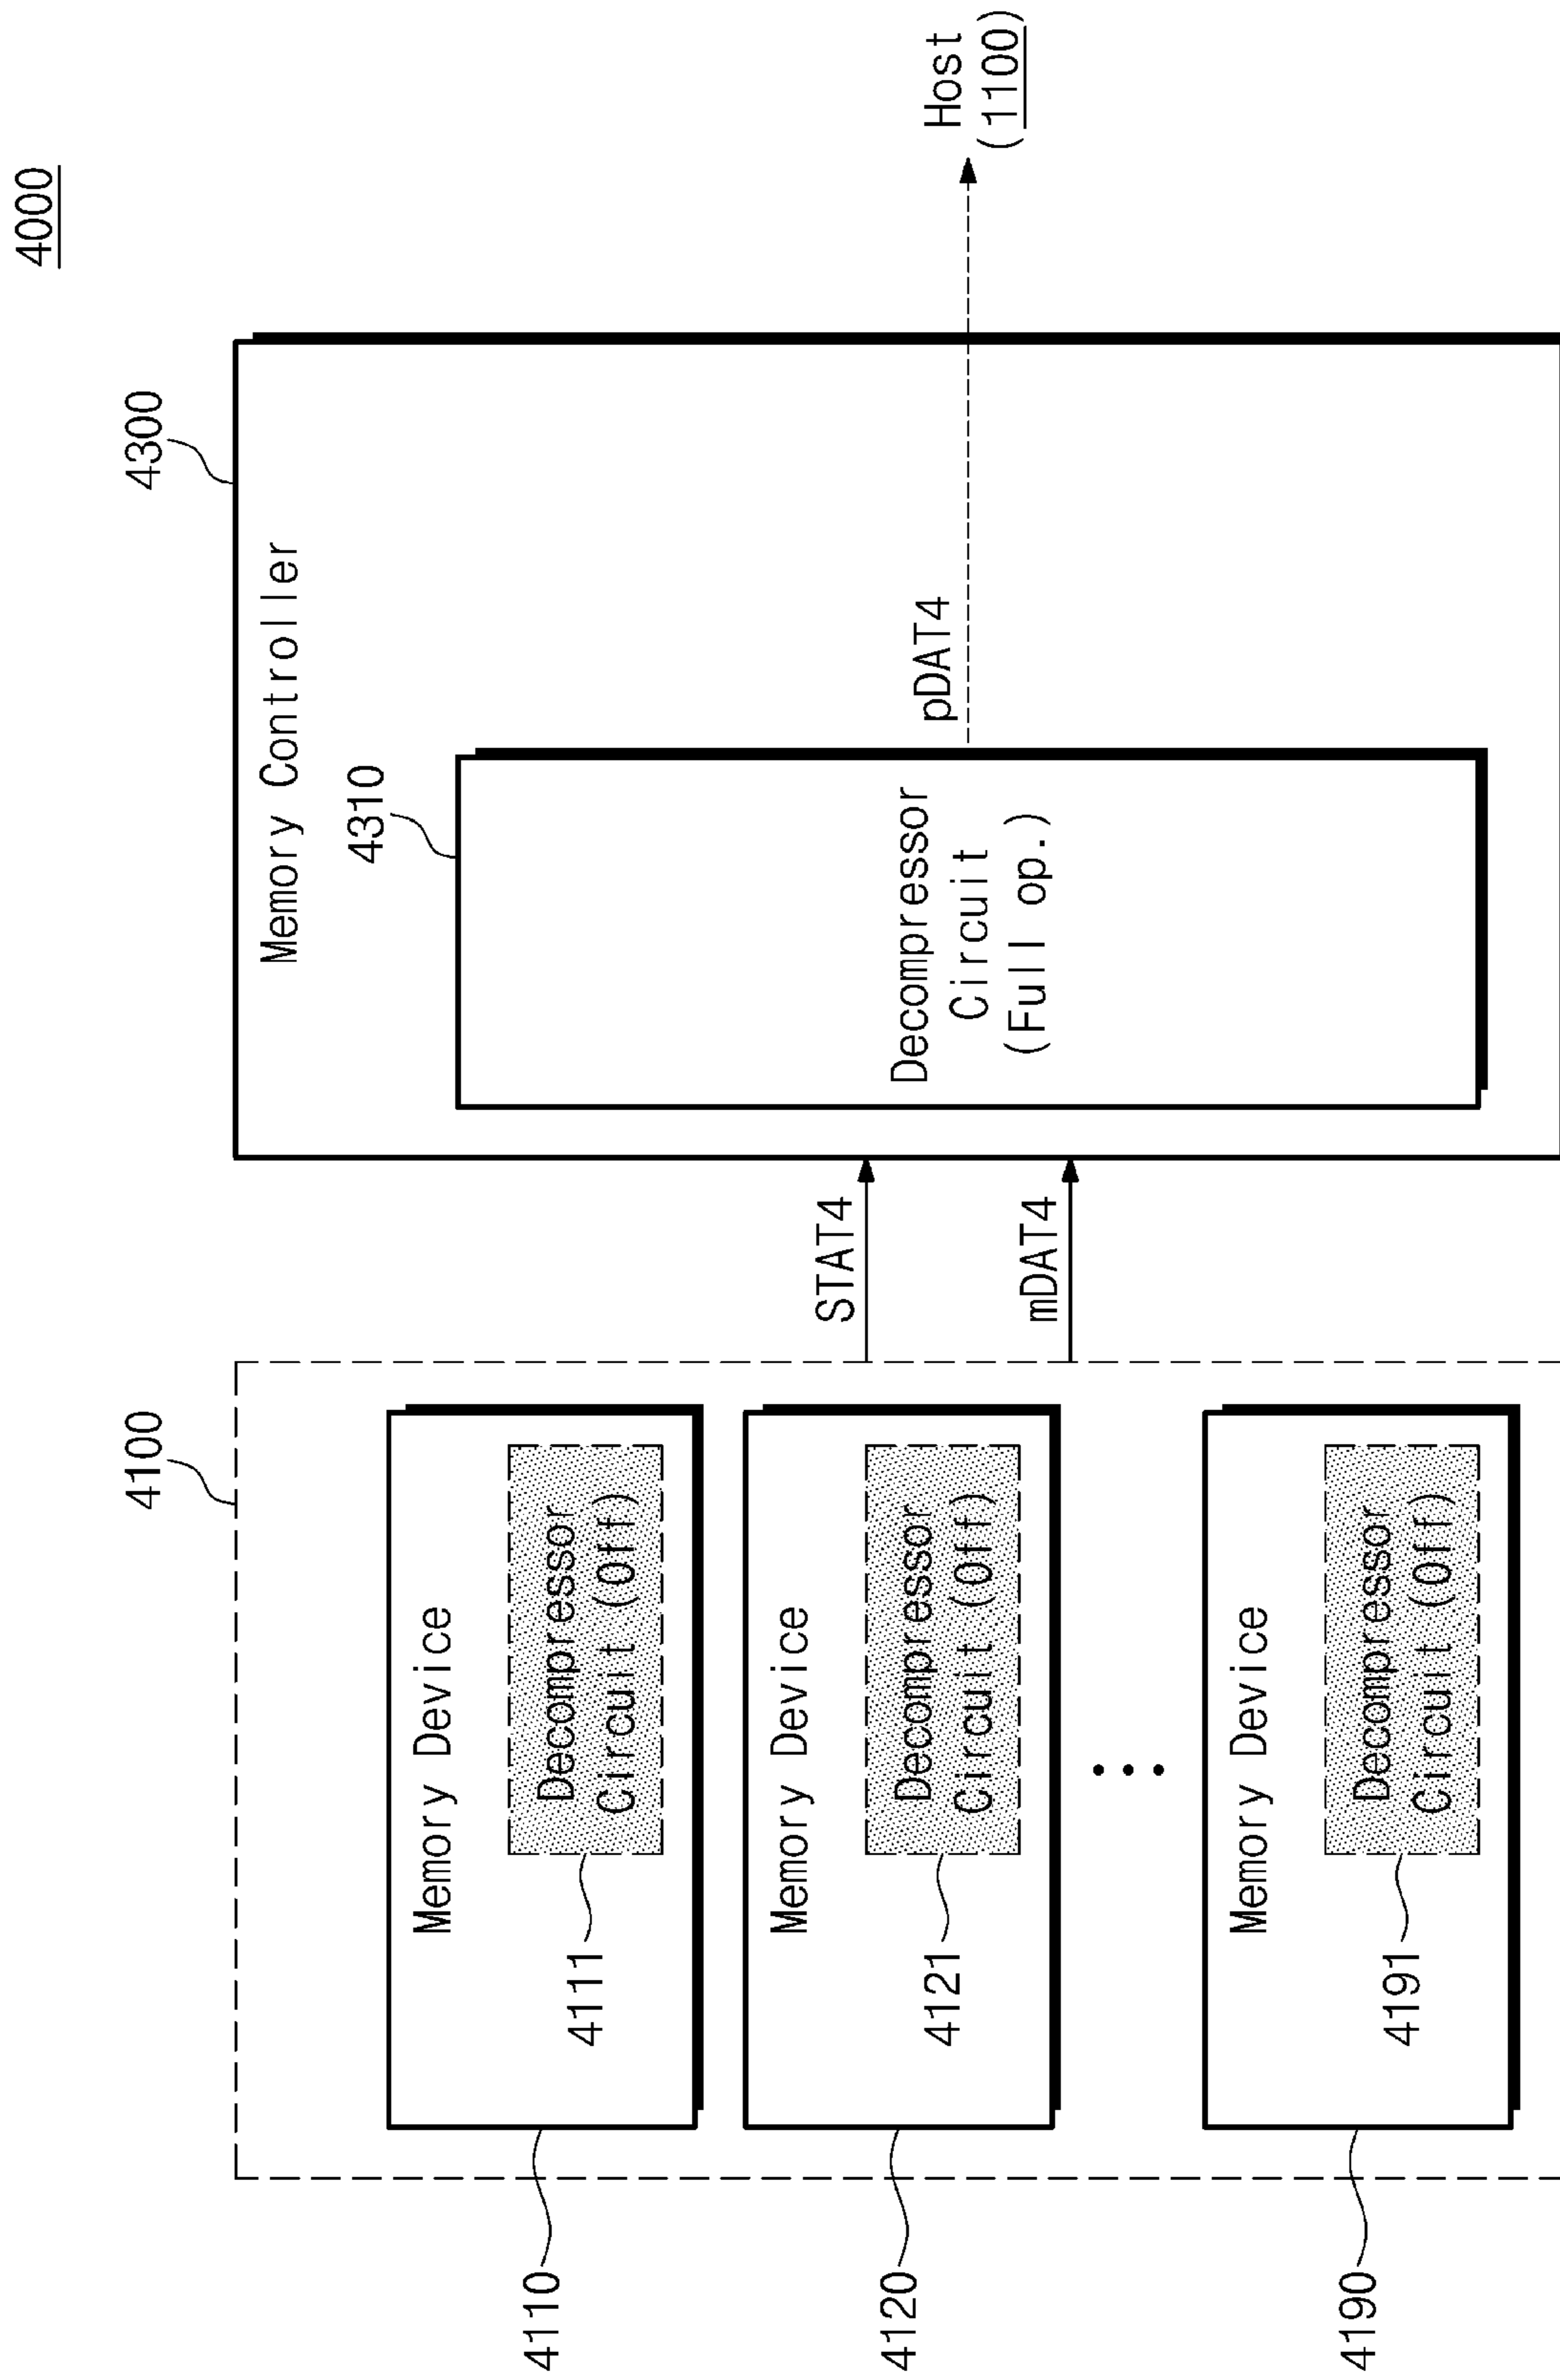 4000
4100
4300
Memory Controller
4310
Decompressor
Circuit
(Full op.)
pDAT4
Host
(1100)
STAT4
mDAT4
4110
Memory Device
4111
Decompressor
Circuit (Off)
4120
Memory Device
4121
Decompressor
Circuit (Off)
4190
Memory Device
4191
Decompressor
Circuit (Off)